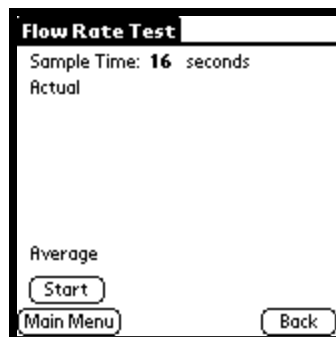 Flow Rate Test
Sample Time: 16 seconds
Actual
Average
Start
Main Menu Back